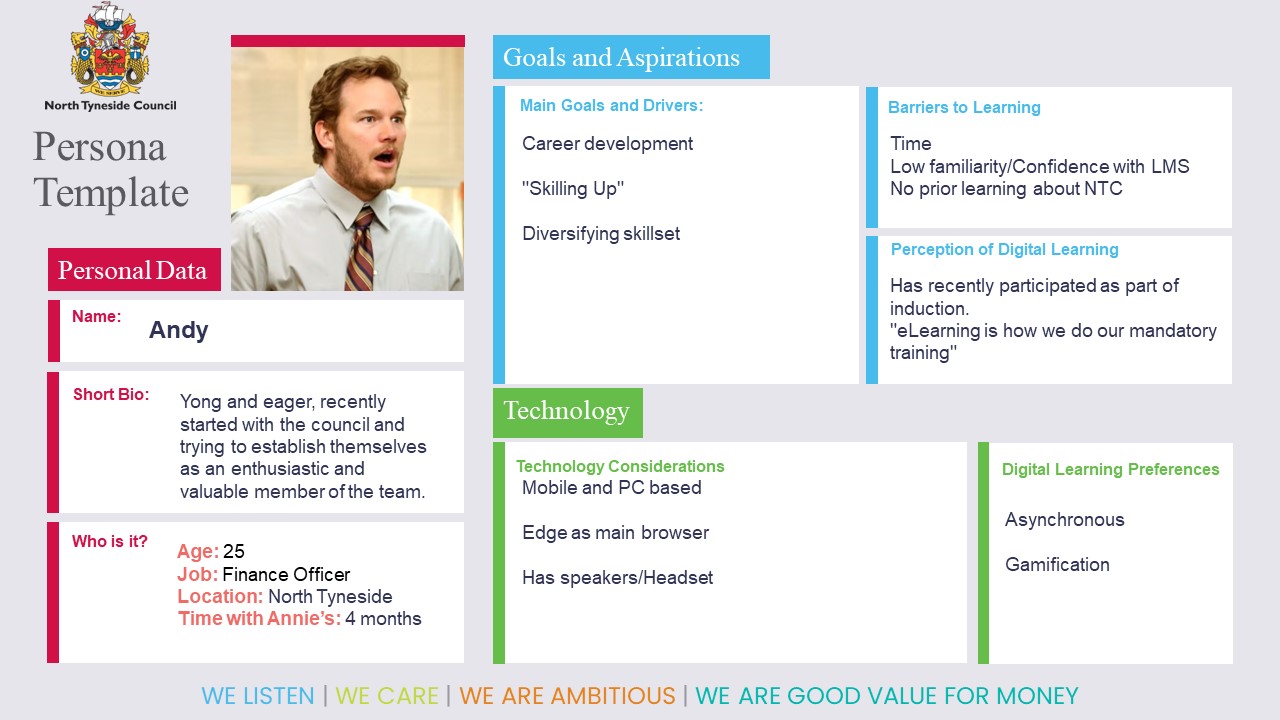 WE SERVE
North Tyneside Council
Persona
Template
Personal Data
Name:
Andy
Short Bio:
Yong and eager, recently
started with the council and
trying to establish themselves
as an enthusiastic and
valuable member of the team.
Who is it?
Age: 25
Job: Finance Officer
Location: North Tyneside
Time with Annie’s: 4 months
Goals and Aspirations
Main Goals and Drivers:
Career development
"Skilling Up"
Diversifying skillset
Barriers to Learning
Time
Low familiarity/Confidence with LMS
No prior learning about NTC
Perception of Digital Learning
Has recently participated as part of
induction.
"eLearning is how we do our mandatory
training"
Technology
Technology Considerations
Mobile and PC based
Edge as main browser
Has speakers/Headset
Digital Learning Preferences
Asynchronous
Gamification
WE LISTEN | WE CARE | WE ARE AMBITIOUS | WE ARE GOOD VALUE FOR MONEY